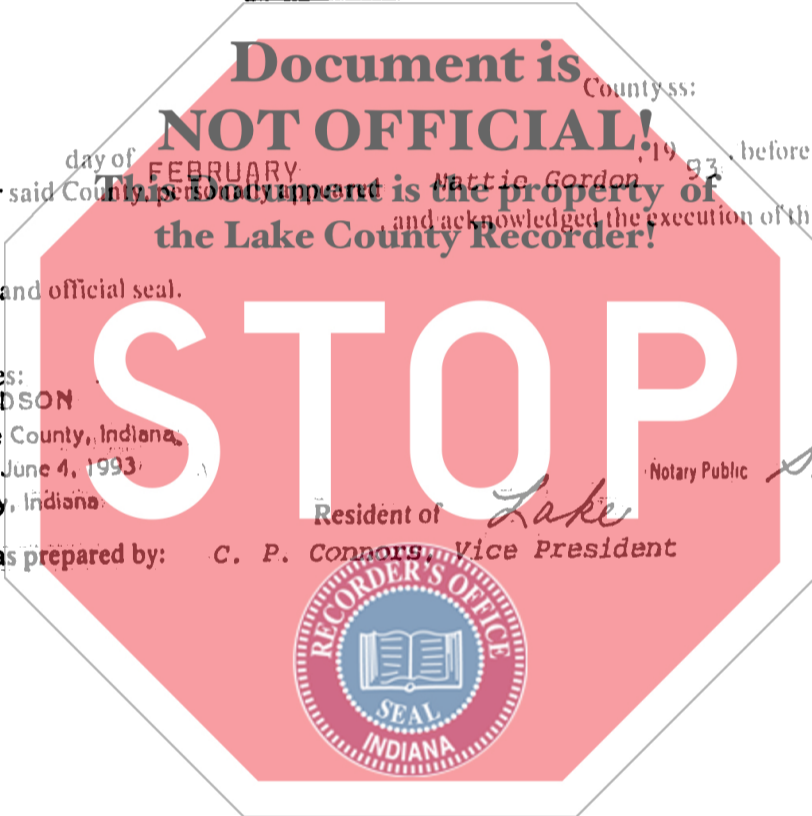 Document is
County ss:
NOT OFFICIAL!
day of FEBRUARY , 19 93 , before
This Document is the property of
said County, personally appeared Mattie Gordon
and acknowledged the execution of th
the Lake County Recorder!
and official seal.
STOP
es:
DSON
County, Indiana
June 4, 1993
Notary Public
y, Indiana
Resident of Lake
as prepared by: C. P. Connors, Vice President
RECORDER'S OFFICE
SEAL
INDIANA